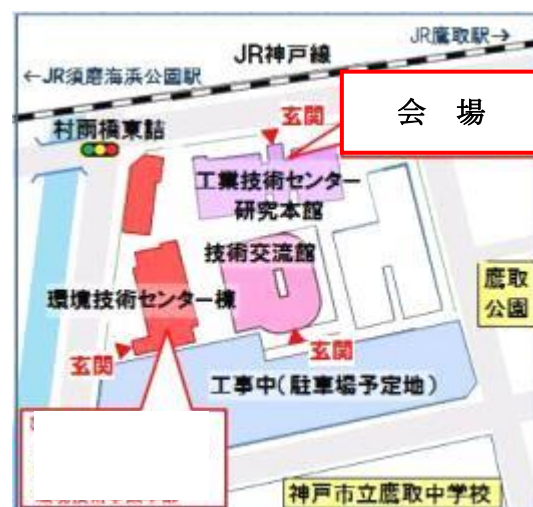 JR鷹取駅→
JR神戸線
←JR須磨海浜公園駅
会 場
玄関
村雨橋東詰
工業技術センター
研究本館
技術交流館
環境技術センター棟
鷹取
公園
玄関
玄関
工事中(駐車場予定地)
神戸市立鷹取中学校